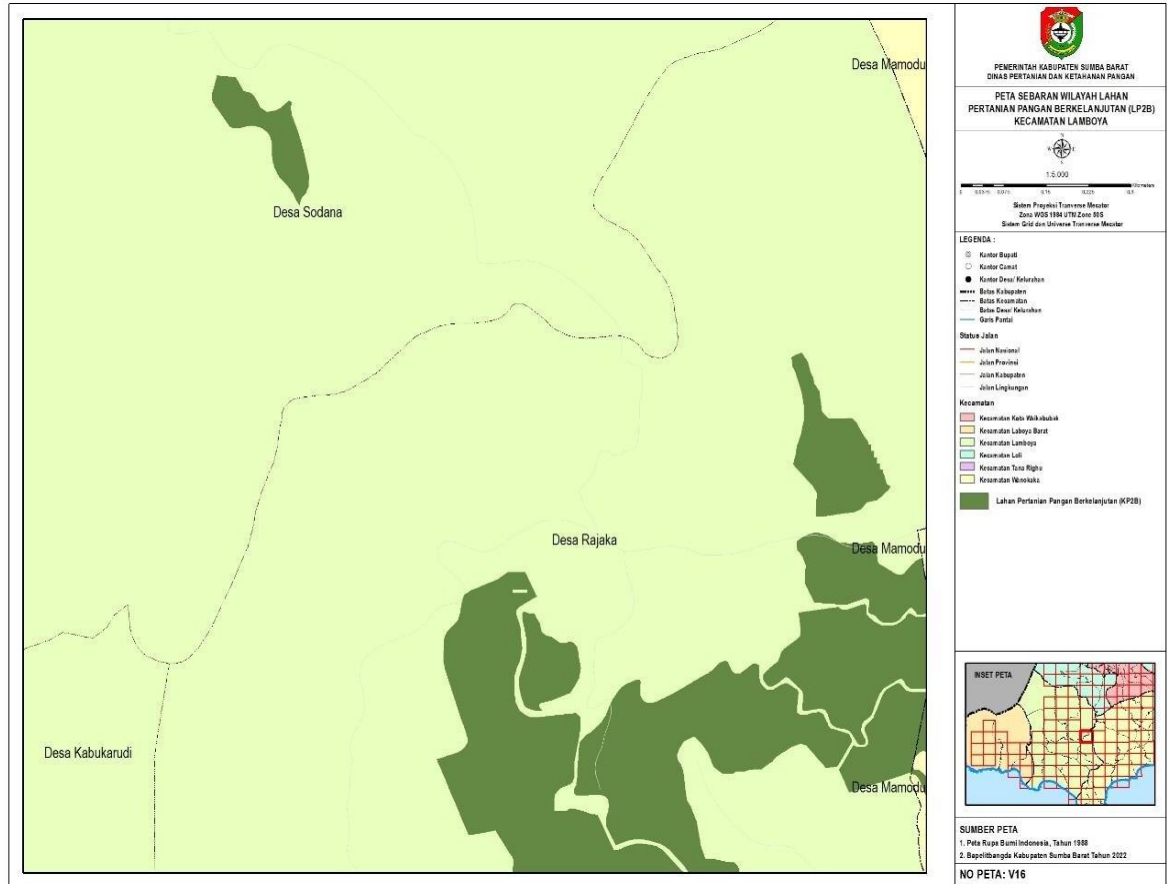 Desa Mamodu
Desa Sodana
Desa Rajaka
Desa Mamodu
Desa Kabukarudi
Desa Mamodu
PEMERINTAH KABUPATEN SUMBA BARAT
DINAS PERTANIAN DAN KETAHANAN PANGAN
PETA SEBARAN WILAYAH LAHAN
PERTANIAN PANGAN BERKELANJUTAN (LP2B)
KECAMATAN LAMBOYA
1:5.000
Kilometers
Sistem Proyeksi Tranverse Mecator
Zona WGS 1984 UTM Zone 50S
Sistem Grid dan Universe Tranverse Mecator
LEGENDA :
Kantor Bupati
Kantor Camat
Kantor Desa/ Kelurahan
Batas Kabupaten
Batas Kecamatan
Batas Desa/ Kelurahan
Garis Pantai
Status Jalan
Jalan Nasional
Jalan Provinsi
Jalan Kabupaten
Jalan Lingkungan
Kecamatan
Kecamatan Kota Waikabubak
Kecamatan Laboya Barat
Kecamatan Lamboya
Kecamatan Loli
Kecamatan Tana Righu
Kecamatan Wanokaka
Lahan Pertanian Pangan Berkelanjutan (KP2B)
INSET PETA
SUMBER PETA
1. Peta Rupa Bumi Indonesia, Tahun 1988
2. Bapelitbangda Kabupaten Sumba Barat Tahun 2022
NO PETA: V16